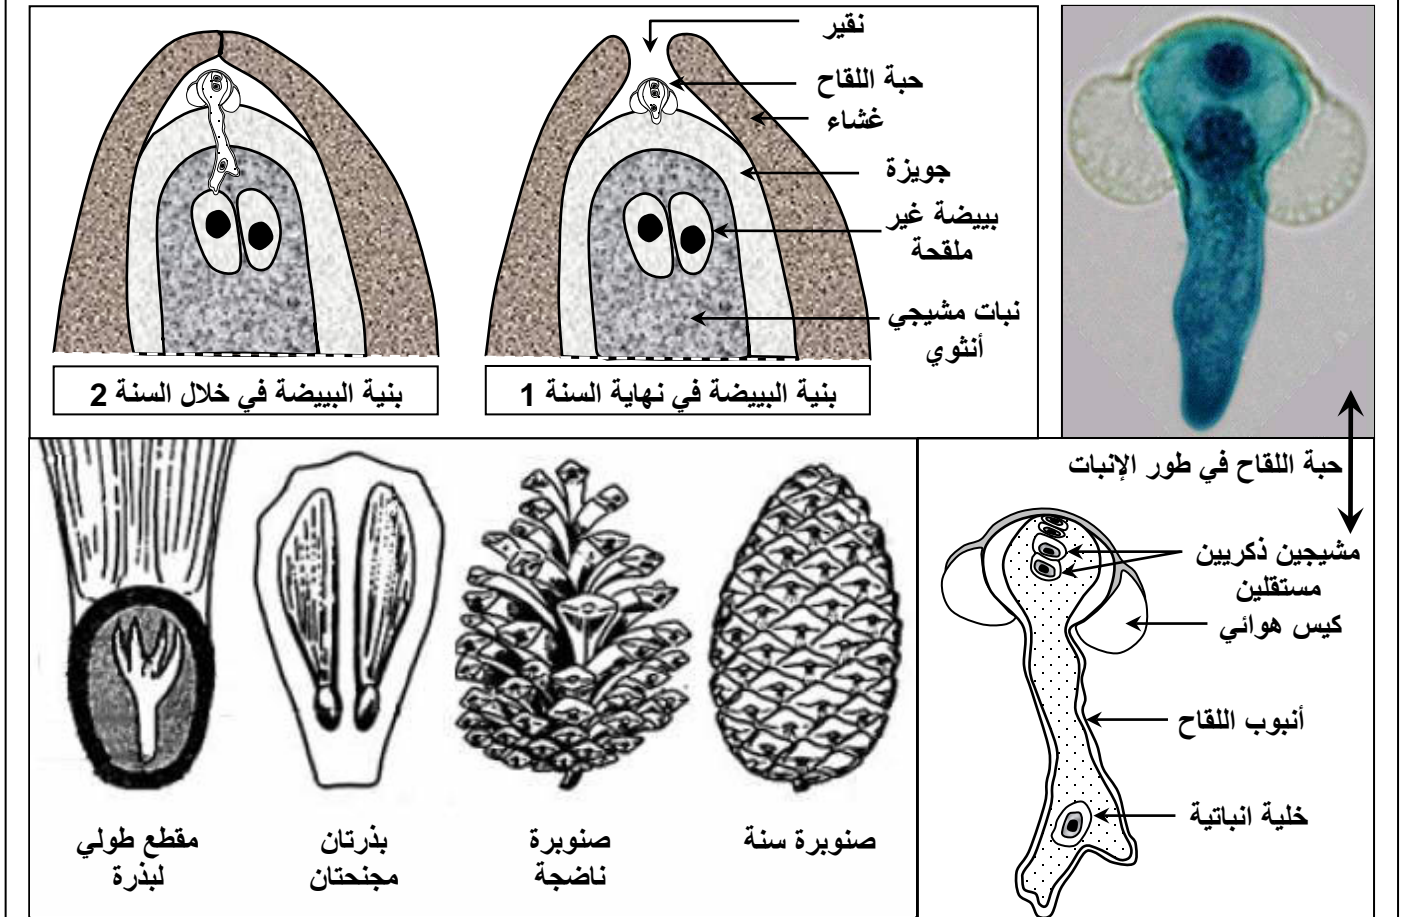 نقير
حبة اللقاح
غشاء
جويزة
بييضة غير
ملقحة
نبات مشيجي
أنثوي
بنية البييضة في نهاية السنة 1
بنية البييضة في خلال السنة 2
حبة اللقاح في طور الإنبات
مشيجين ذكريين
مستقلين
كيس هوائي
أنبوب اللقاح
خلية انباتية
صنوبرة سنة
صنوبرة
ناضجة
بذرتان
مجنحتان
مقطع طولي
لبذرة